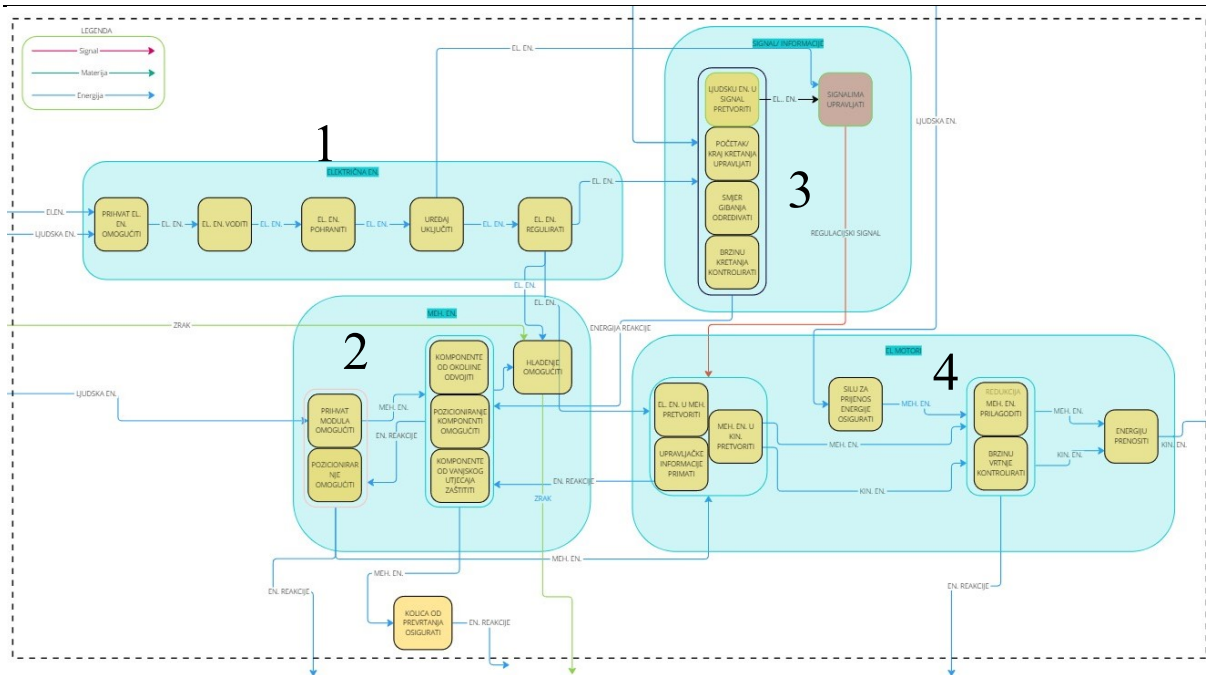 LEGENDA
Signal
Materija
Energija
1
ELEKTRIČNA EN.
EL.EN.
LJUDSKA EN.
PRIHVAT EL.
EN.
OMOGUĆITI
EL. EN.
EL. EN. VODITI
EL. EN.
EL. EN.
POHRANITI
EL. EN.
UREĐAJ
UKLJUČITI
EL. EN.
EL. EN.
REGULIRATI
EL. EN.
EL. EN.
EL. EN.
EL. EN.
SIGNAL/ INFORMACIJE
3
LJUDSKU EN. U
SIGNAL
PRETVORITI
EL.. EN.
SIGNALIMA
UPRAVLJATI
POČETAK/
KRAJ KRETANJA
UPRAVLJATI
SMJER
GIBANJA
ODREĐIVATI
BRZINU
KRETANJA
KONTROLIRATI
REGULACIJSKI SIGNAL
LJUDSKA EN.
ENERGIJA REAKCIJE
MEH. EN.
2
ZRAK
LJUDSKA EN.
KOMPONENTE
OD OKOLINE
ODVOJITI
HLAĐENJE
OMOGUĆITI
PRIHVAT
MODULA
OMOGUĆITI
MEH. EN.
EN. REAKCIJE
POZICIONIRANJE
KOMPONENTI
OMOGUĆITI
POZICIONIRAR
NJE
OMOGUĆITI
KOMPONENTE
OD VANJSKOG
UTJECAJA
ZAŠTITITI
ZRAK
EN. REAKCIJE
MEH. EN.
MEH. EN.
EN. REAKCIJE
KOLICA OD
PREVRTANJA
OSIGURATI
EN. REAKCIJE
EL MOTORI
4
EL. EN. U MEH.
PRETVORITI
MEH. EN. U
KIN.
PRETVORITI
UPRAVLJAČKE
INFORMACIJE
PRIMATI
MEH. EN.
KIN. EN.
SILU ZA
PRIJENOS
ENERGIJE
OSIGURATI
MEH. EN.
REDUKCIJA
MEH. EN.
PRILAGODITI
BRZINU
VRTNJE
KONTROLIRATI
MEH. EN.
KIN. EN.
ENERGIJU
PRENOSITI
KIN. EN.
EN. REAKCIJE